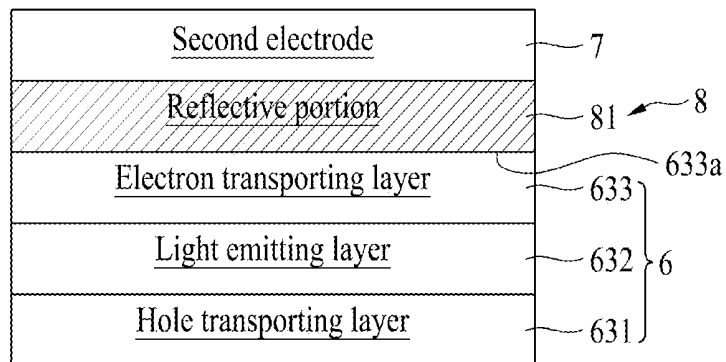 Second electrode 7
Reflective portion 81 8
633a
Electron transporting layer 633
Light emitting layer 632 6
Hole transporting layer 631